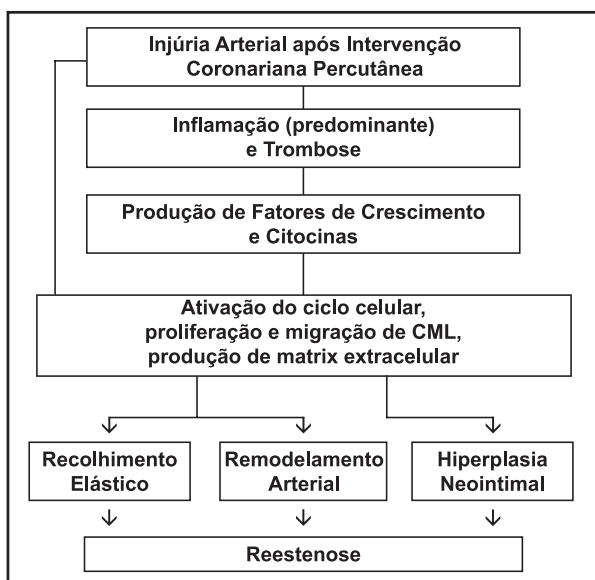 Injúria Arterial após Intervenção
Coronariana Percutânea
Inflamação (predominante)
e Trombose
Produção de Fatores de Crescimento
e Citocinas
Ativação do ciclo celular,
proliferação e migração de CML,
produção de matrix extracelular
Recolhimento
Elástico
Remodelamento
Arterial
Hiperplasia
Neointimal
Reestenose